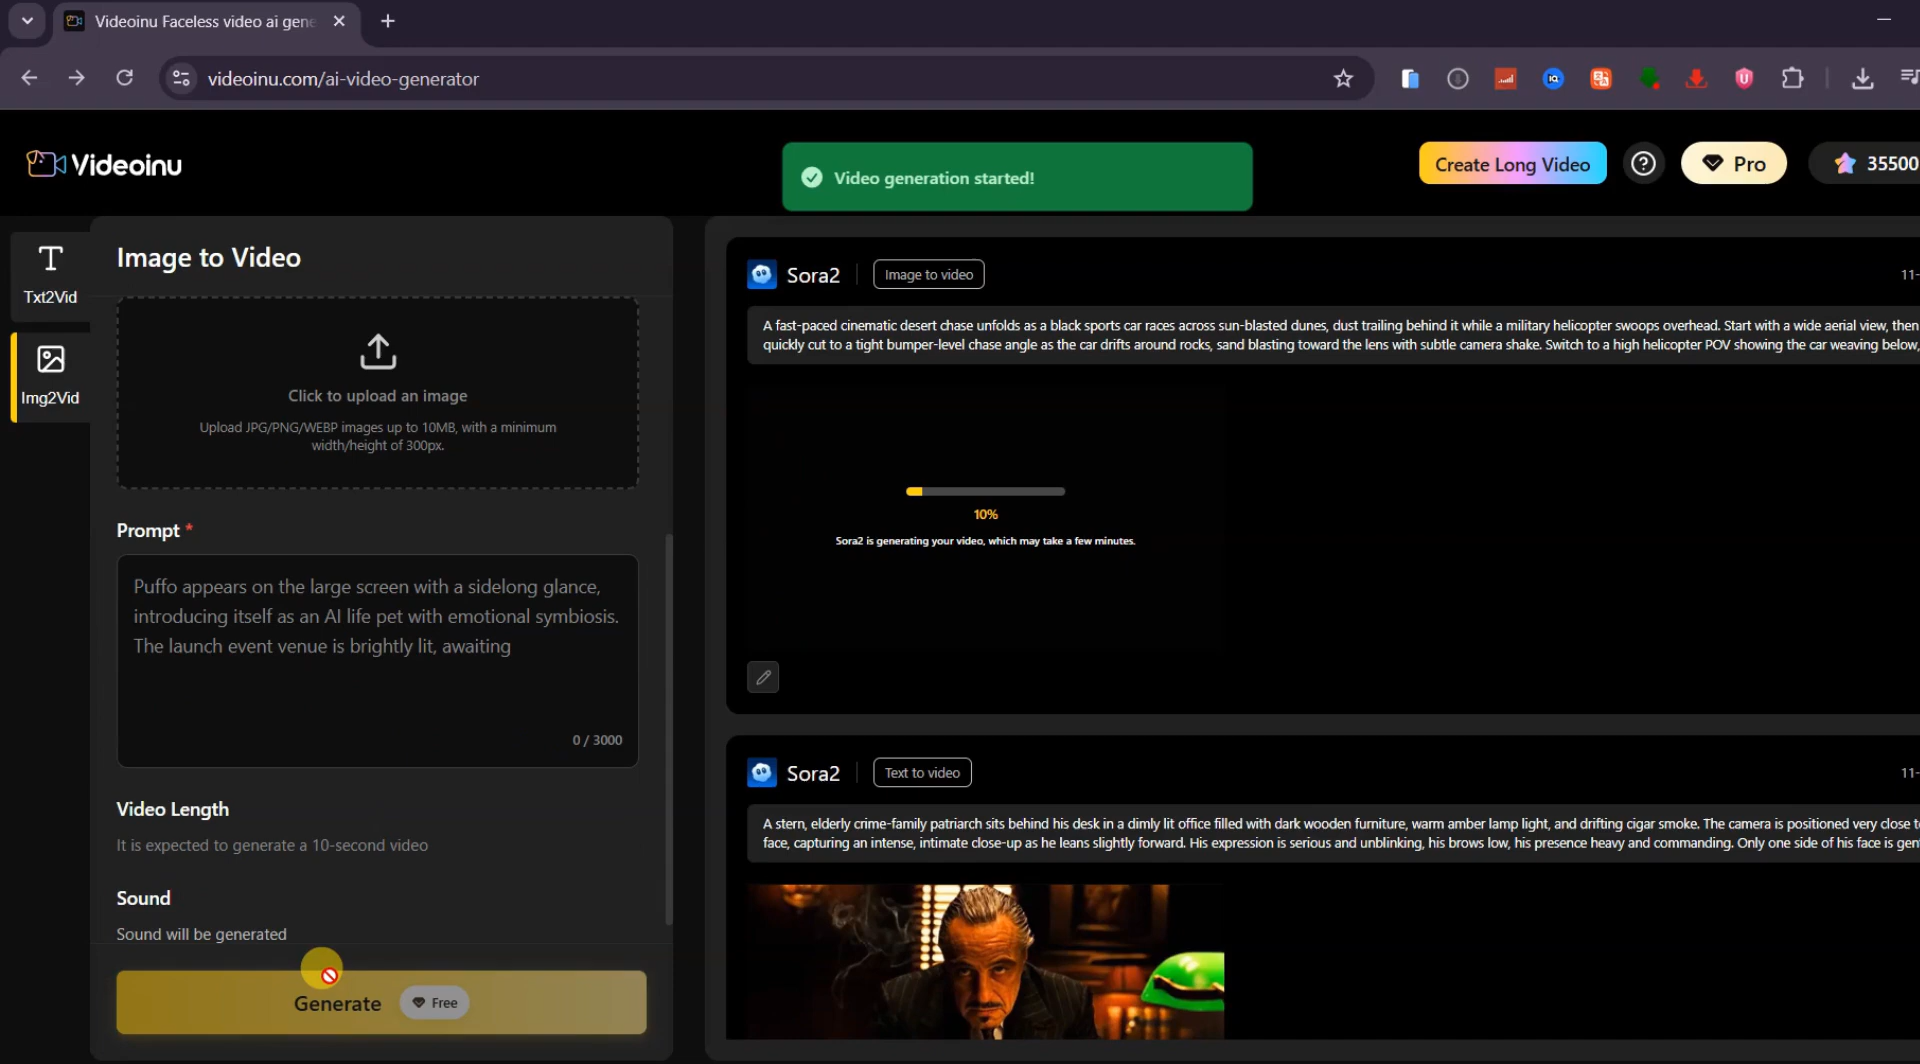 Videoinu Faceless video ai gene
videoinu.com/ai-video-generator
Videoinu
Video generation started!
Create Long Video
Pro
35500
Txt2Vid
Img2Vid
Image to Video
Click to upload an image
Upload JPG/PNG/WEBP images up to 10MB, with a minimum
width/height of 300px.
Prompt *
Puffo appears on the large screen with a sidelong glance,
introducing itself as an AI life pet with emotional symbiosis.
The launch event venue is brightly lit, awaiting
0 / 3000
Video Length
It is expected to generate a 10-second video
Sound
Sound will be generated
Generate Free
Sora2 Image to video 11-
A fast-paced cinematic desert chase unfolds as a black sports car races across sun-blasted dunes, dust trailing behind it while a military helicopter swoops overhead. Start with a wide aerial view, then
quickly cut to a tight bumper-level chase angle as the car drifts around rocks, sand blasting toward the lens with subtle camera shake. Switch to a high helicopter POV showing the car weaving below,
10%
Sora2 is generating your video, which may take a few minutes.
Sora2 Text to video 11-
A stern, elderly crime-family patriarch sits behind his desk in a dimly lit office filled with dark wooden furniture, warm amber lamp light, and drifting cigar smoke. The camera is positioned very close
face, capturing an intense, intimate close-up as he leans slightly forward. His expression is serious and unblinking, his brows low, his presence heavy and commanding. Only one side of his face is